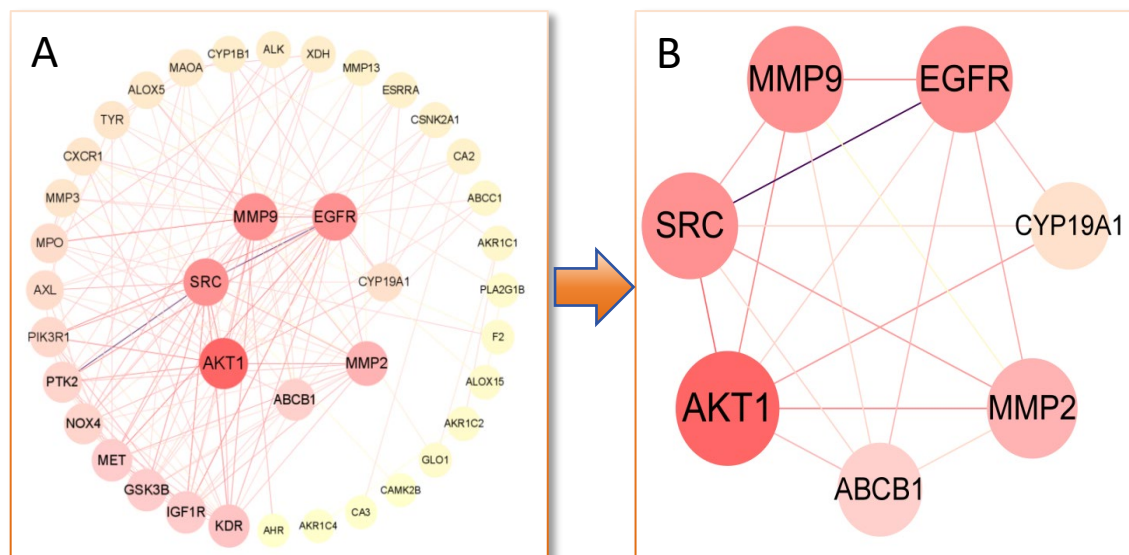 A
CYP1B1
ALK
XDH
MAOA
MMP13
ALOX5
ESRRA
TYR
CSNK2A1
CXCR1
CA2
MMP3
ABCC1
MMP9
EGFR
MPO
AKR1C1
SRC
CYP19A1
AXL
PLA2G1B
PIK3R1
F2
AKT1
MMP2
PTK2
ALOX15
ABCB1
NOX4
AKR1C2
MET
GLO1
GSK3B
CAMK2B
IGF1R
CA3
KDR
AHR
AKR1C4
B
MMP9
EGFR
SRC
CYP19A1
AKT1
MMP2
ABCB1